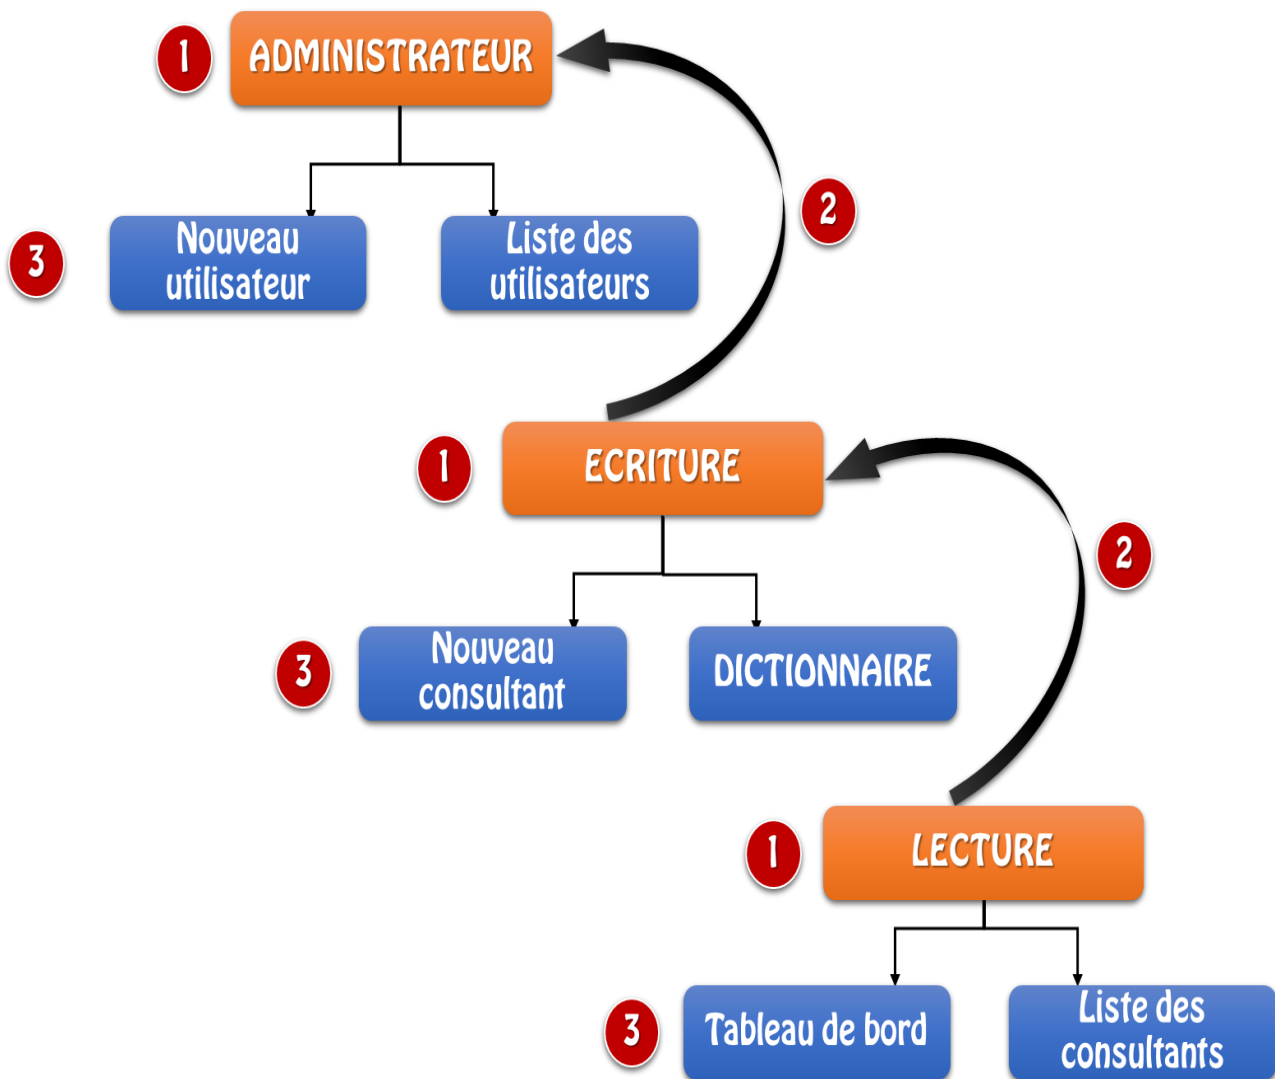 1
ADMINISTRATEUR
2
3
Nouveau
utilisateur
Liste des
utilisateurs
1
ECRITURE
2
3
Nouveau
consultant
DICTIONNAIRE
1
LECTURE
3
Tableau de bord
Liste des
consultants